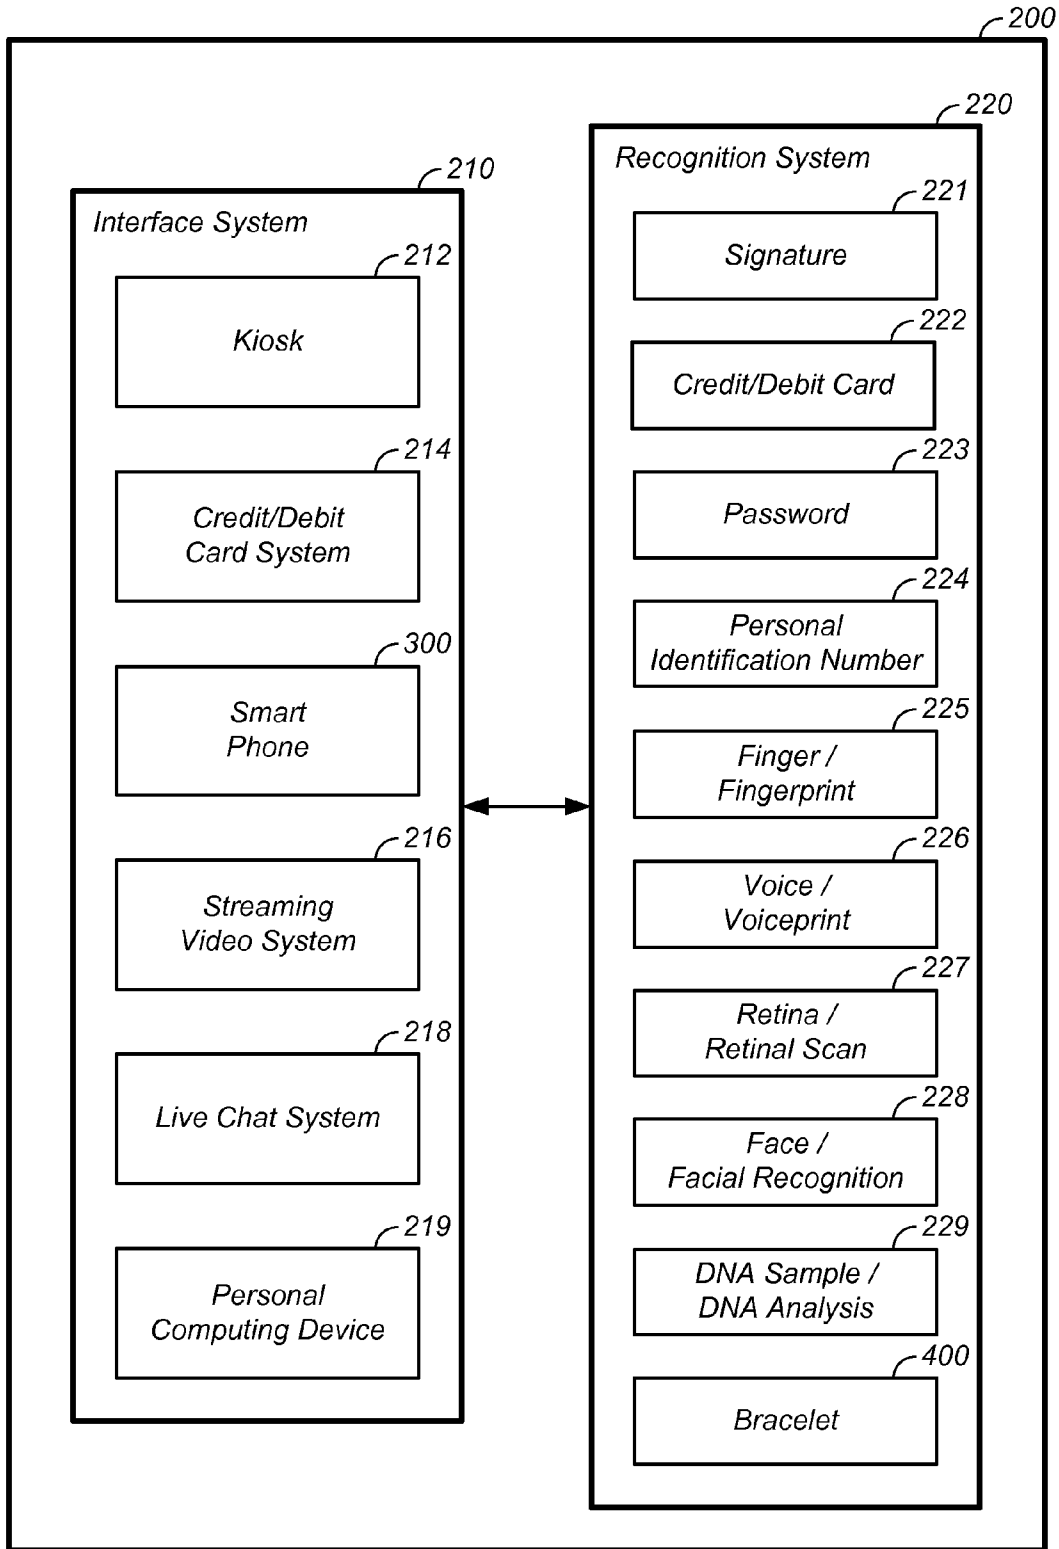 200
210
Interface System
212
Kiosk
214
Credit/Debit
Card System
300
Smart
Phone
216
Streaming
Video System
218
Live Chat System
219
Personal
Computing Device
220
Recognition System
221
Signature
222
Credit/Debit Card
223
Password
224
Personal
Identification Number
225
Finger /
Fingerprint
226
Voice /
Voiceprint
227
Retina /
Retinal Scan
228
Face /
Facial Recognition
229
DNA Sample /
DNA Analysis
400
Bracelet